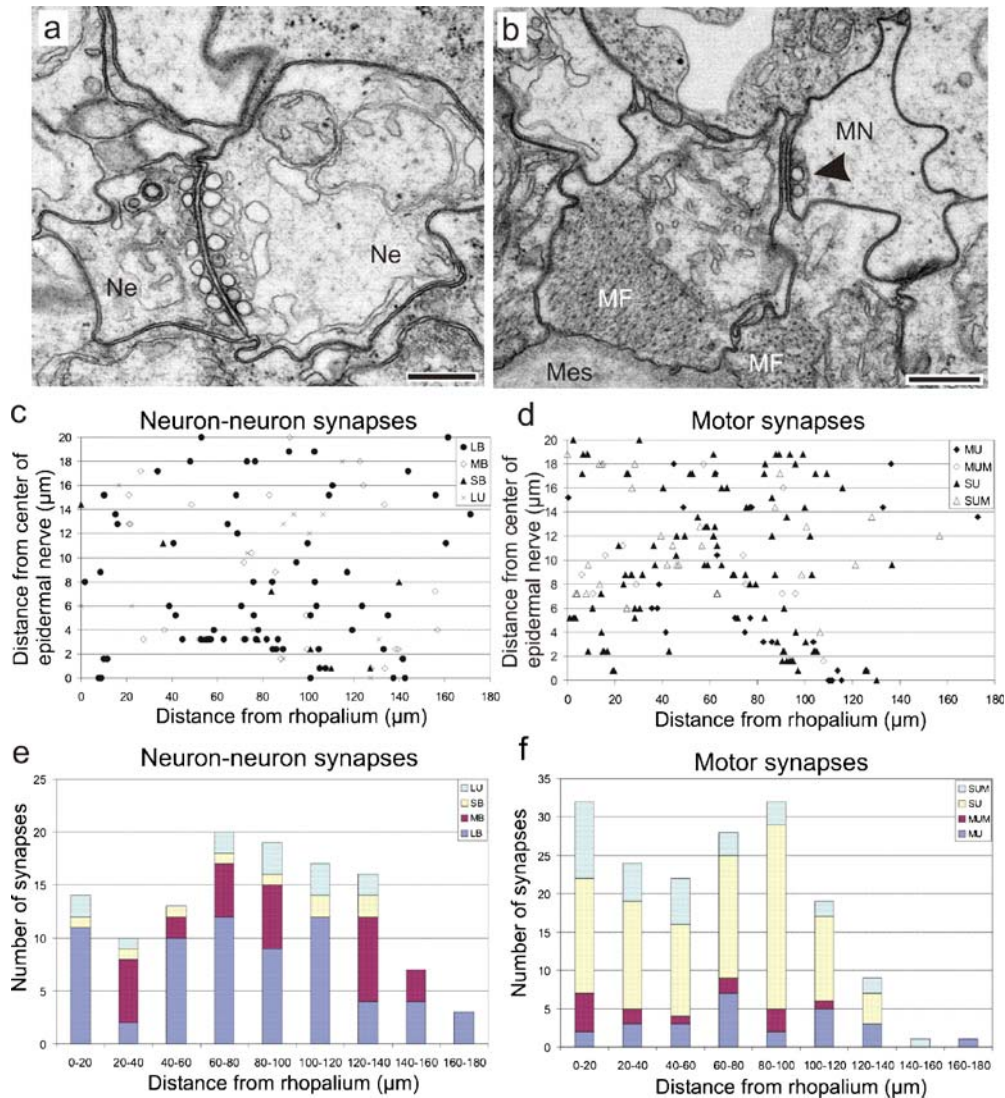 a
Ne
Ne
b
MN
MF
MF
Mes
c
Neuron-neuron synapses
LB
MB
SB
LU
Distance from center of
epidermal nerve (µm)
20
18
16
14
12
10
8
6
4
2
0
0 20 40 60 80 100 120 140 160 180
Distance from rhopalium (µm)
d
Motor synapses
MU
MUM
SU
SUM
Distance from center of
epidermal nerve (µm)
20
18
16
14
12
10
8
6
4
2
0
0 20 40 60 80 100 120 140 160 180
Distance from rhopalium (µm)
e
Neuron-neuron synapses
LU
SB
MB
LB
Number of synapses
25
20
15
10
5
0
0-20 20-40 40-60 60-80 80-100 100-120 120-140 140-160 160-180
Distance from rhopalium (µm)
f
Motor synapses
SUM
SU
MUM
MU
Number of synapses
35
30
25
20
15
10
5
0
0-20 20-40 40-60 60-80 80-100 100-120 120-140 140-160 160-180
Distance from rhopalium (µm)